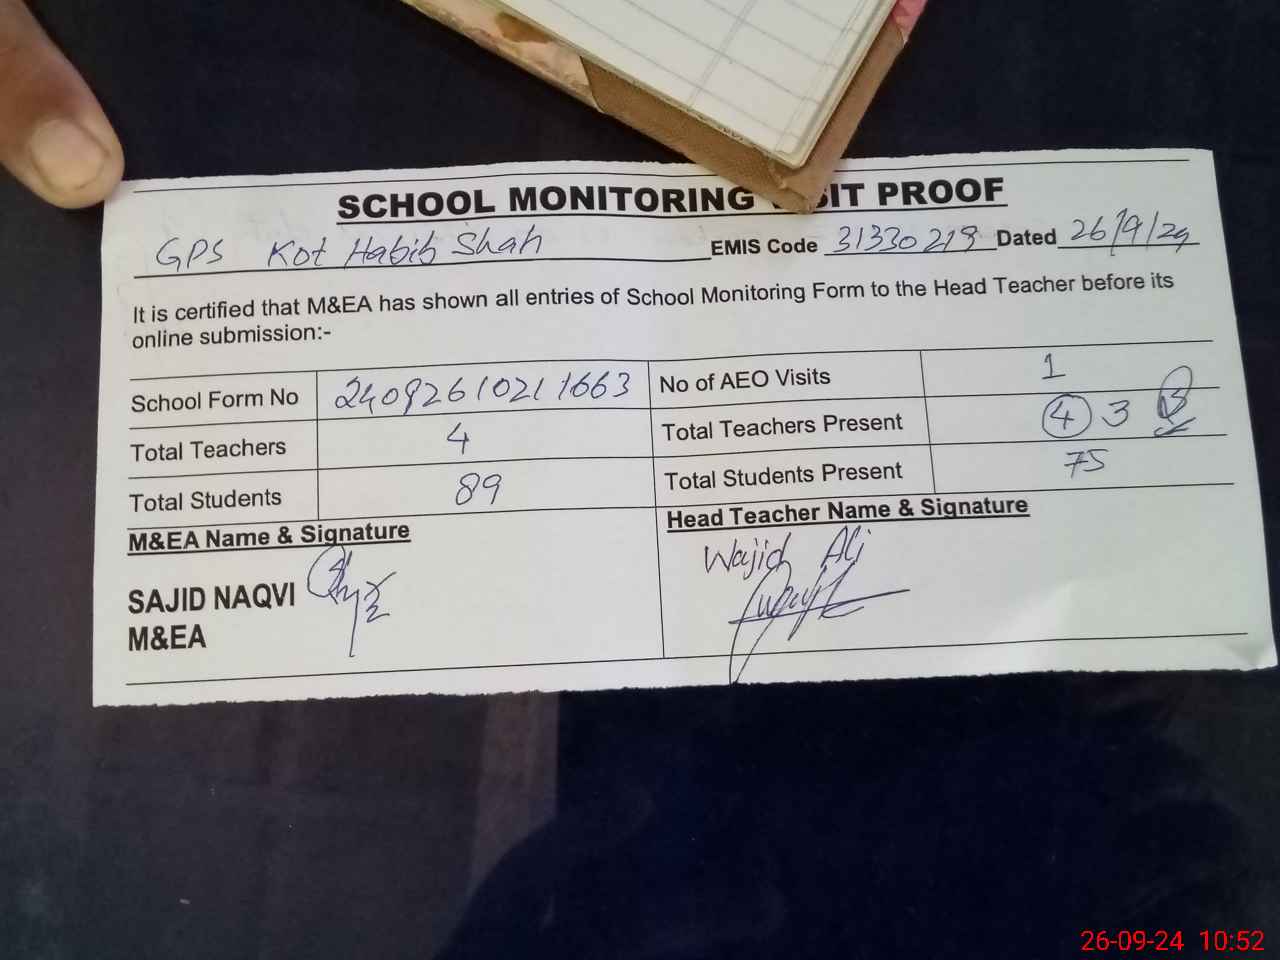 SCHOOL MONITORING VISIT PROOF
GPS Kot Habib Shah EMIS Code 31330219 Dated 26/9/24
It is certified that M&EA has shown all entries of School Monitoring Form to the Head Teacher before its
online submission:-
School Form No 24092610211663 No of AEO Visits 1
Total Teachers 4 Total Teachers Present 4 3
Total Students 89 Total Students Present 75
M&EA Name & Signature Head Teacher Name & Signature
Wajid Ali
SAJID NAQVI
M&EA
26-09-24 10:52